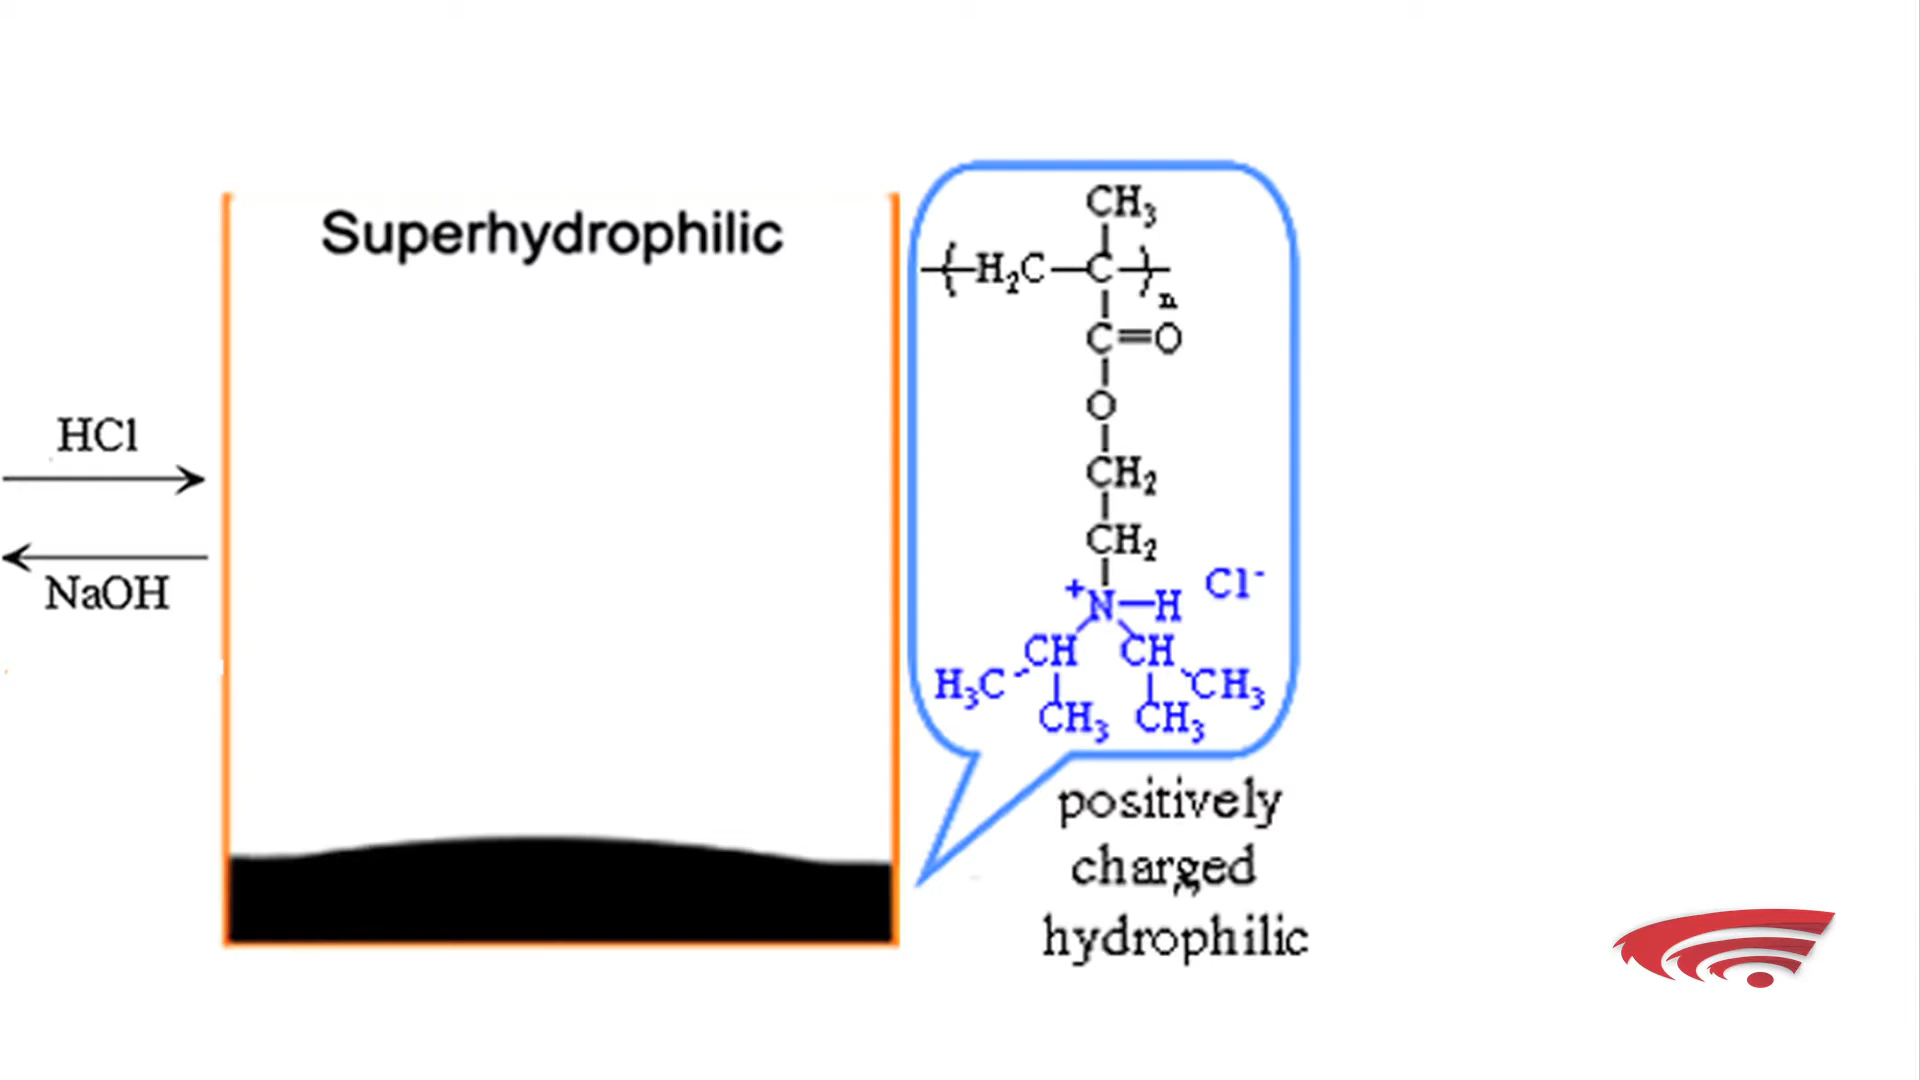 Superhydrophilic
HCl
NaOH
CH₃
H₂C—C
n
C=O
O
CH₂
CH₂
+N—H Cl⁻
CH CH
H₃C CH₃
CH₃ CH₃
positively
charged
hydrophilic